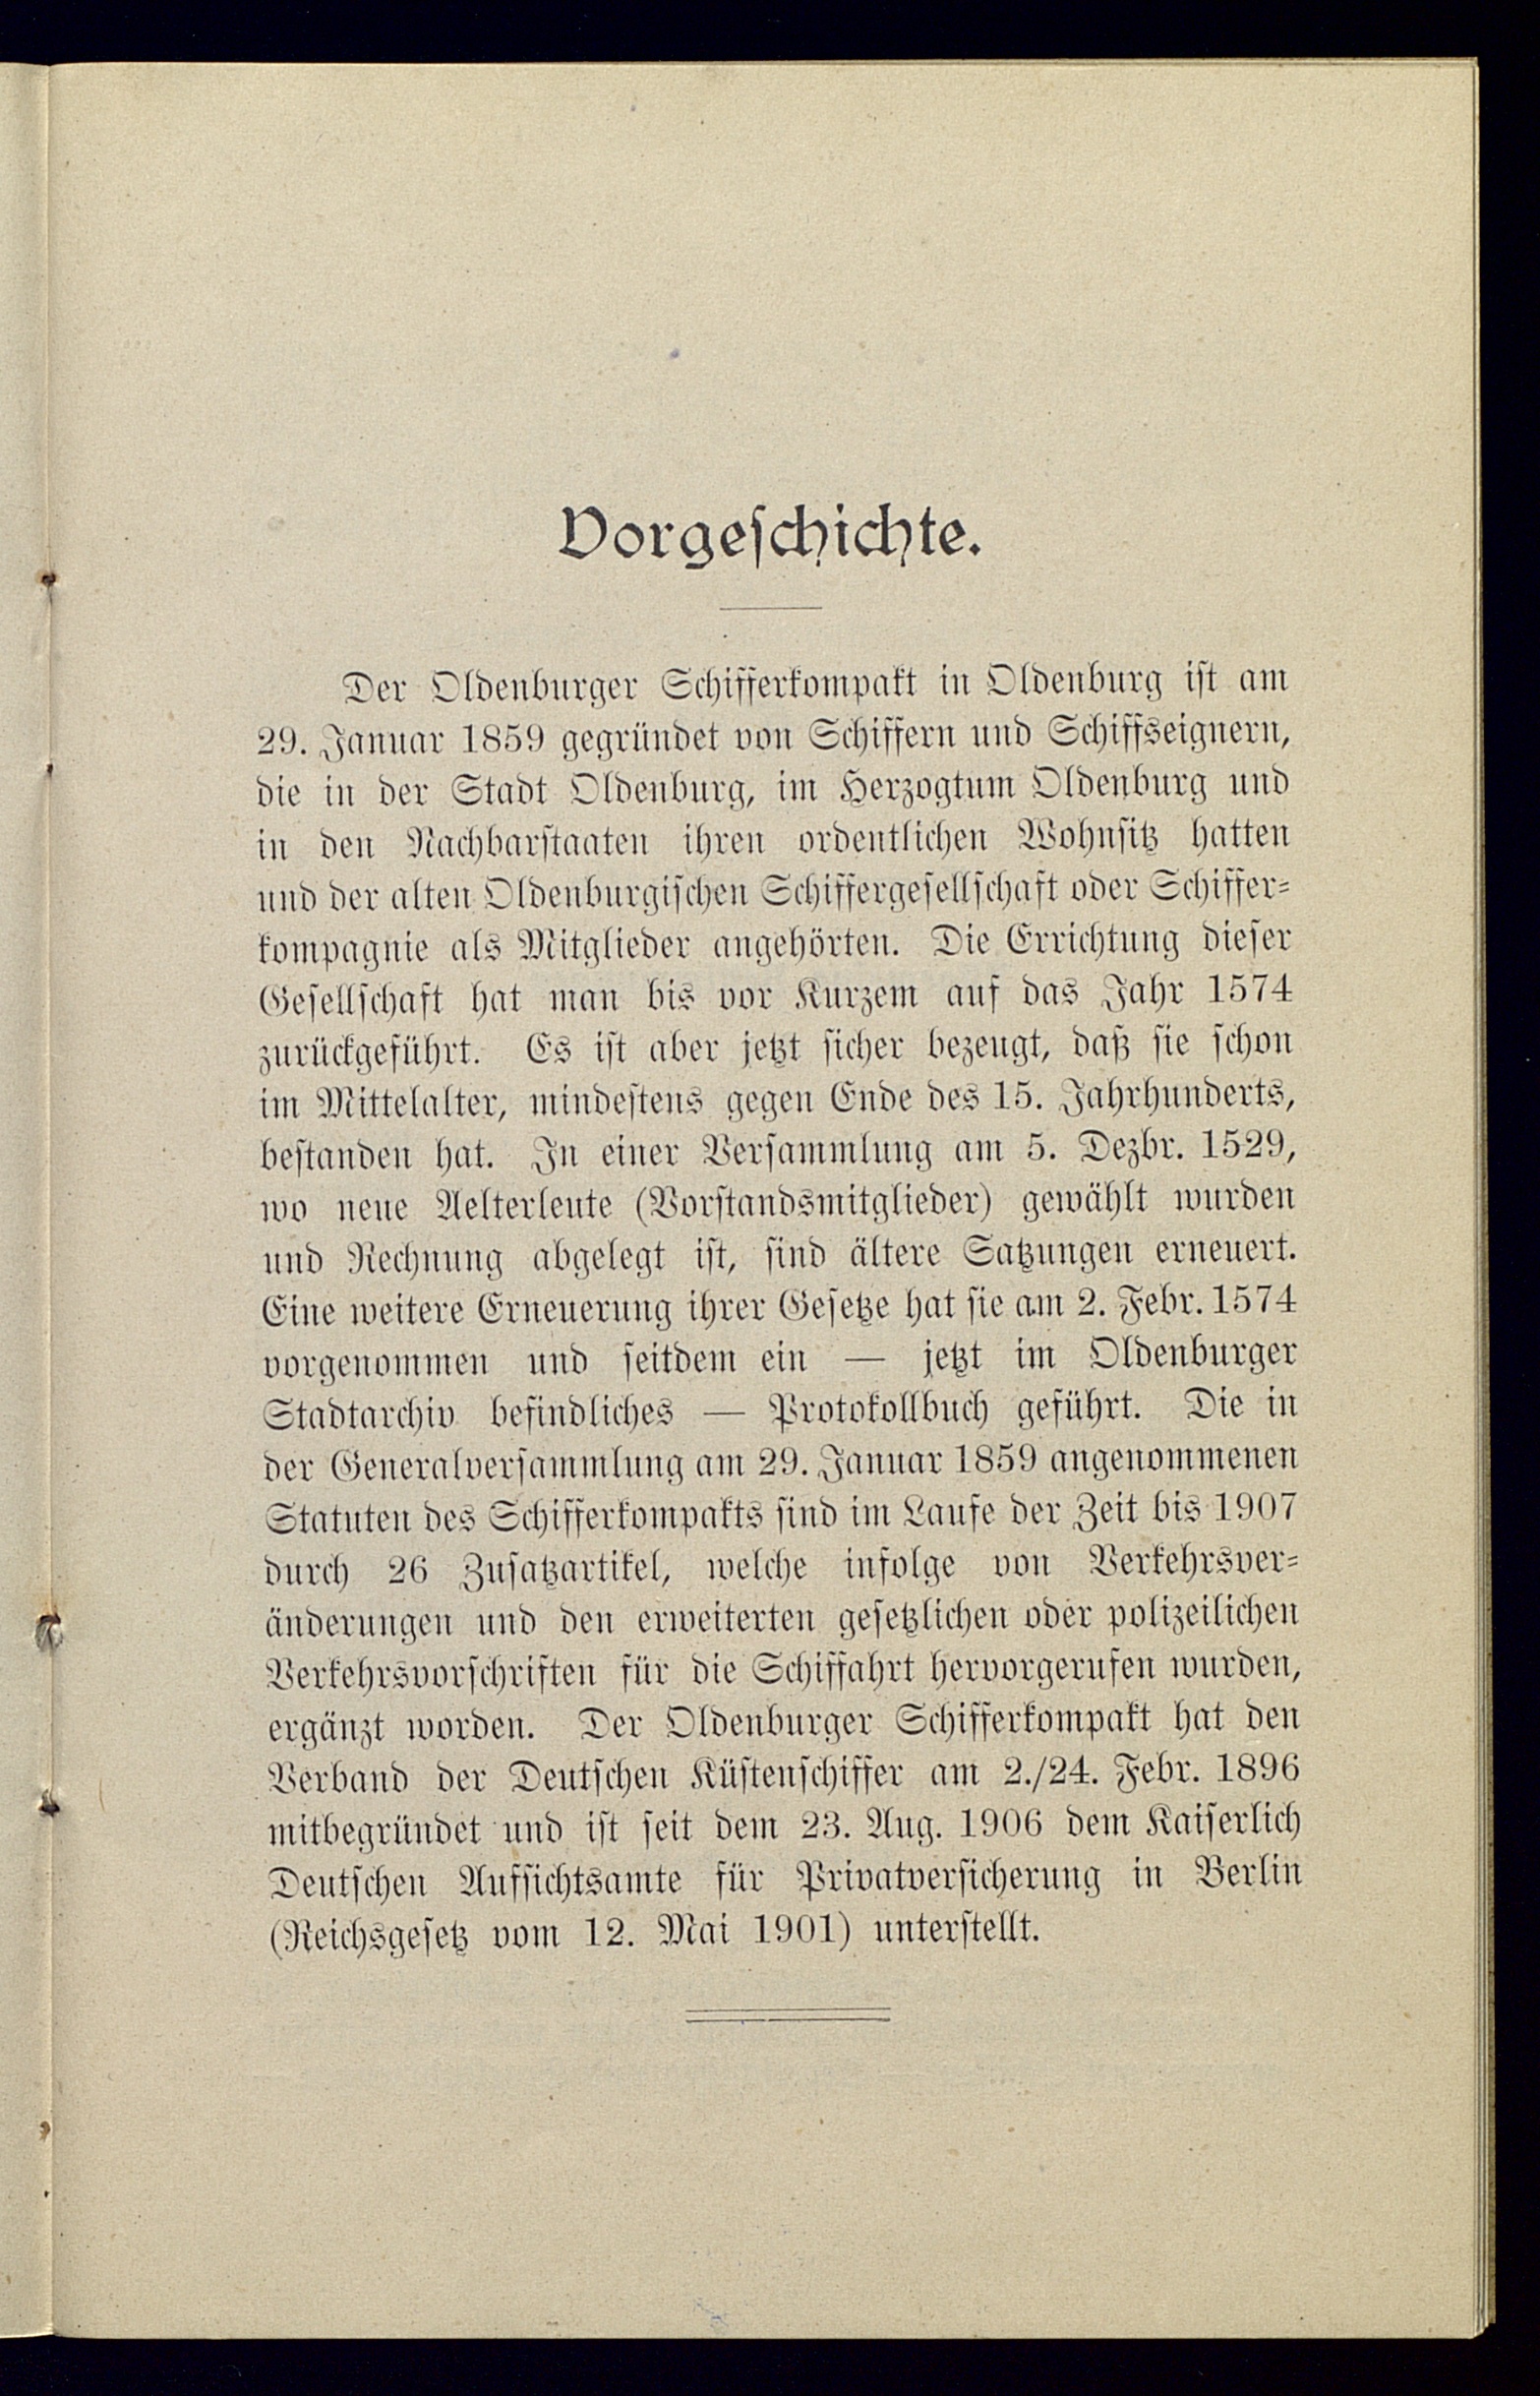 Vorgeschichte.
Der Oldenburger Schifferkompakt in Oldenburg ist am
29. Januar 1859 gegründet von Schiffern und Schiffseignern,
die in der Stadt Oldenburg, im Herzogtum Oldenburg und
in den Nachbarstaaten ihren ordentlichen Wohnsitz hatten
und der alten Oldenburgischen Schiffergesellschaft oder Schiffer-
kompagnie als Mitglieder angehörten. Die Errichtung dieser
Gesellschaft hat man bis vor Kurzem auf das Jahr 1574
zurückgeführt. Es ist aber jetzt sicher bezeugt, daß sie schon
im Mittelalter, mindestens gegen Ende des 15. Jahrhunderts,
bestanden hat. In einer Versammlung am 5. Dezbr. 1529,
wo neue Aelterleute (Vorstandsmitglieder) gewählt wurden
und Rechnung abgelegt ist, sind ältere Satzungen erneuert.
Eine weitere Erneuerung ihrer Gesetze hat sie am 2. Febr. 1574
vorgenommen und seitdem ein — jetzt im Oldenburger
Stadtarchiv befindliches — Protokollbuch geführt. Die in
der Generalversammlung am 29. Januar 1859 angenommenen
Statuten des Schifferkompakts sind im Laufe der Zeit bis 1907
durch 26 Zusatzartikel, welche infolge von Verkehrsver-
änderungen und den erweiterten gesetzlichen oder polizeilichen
Verkehrsvorschriften für die Schiffahrt hervorgerufen wurden,
ergänzt worden. Der Oldenburger Schifferkompakt hat den
Verband der Deutschen Küstenschiffer am 2./24. Febr. 1896
mitbegründet und ist seit dem 23. Aug. 1906 dem Kaiserlich
Deutschen Aufsichtsamte für Privatversicherung in Berlin
(Reichsgesetz vom 12. Mai 1901) unterstellt.